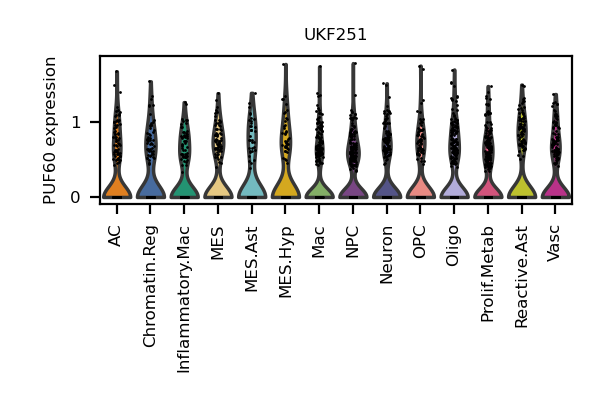 UKF251
PUF60 expression
1
0
AC
Chromatin.Reg
Inflammatory.Mac
MES
MES.Ast
MES.Hyp
Mac
NPC
Neuron
OPC
Oligo
Prolif.Metab
Reactive.Ast
Vasc